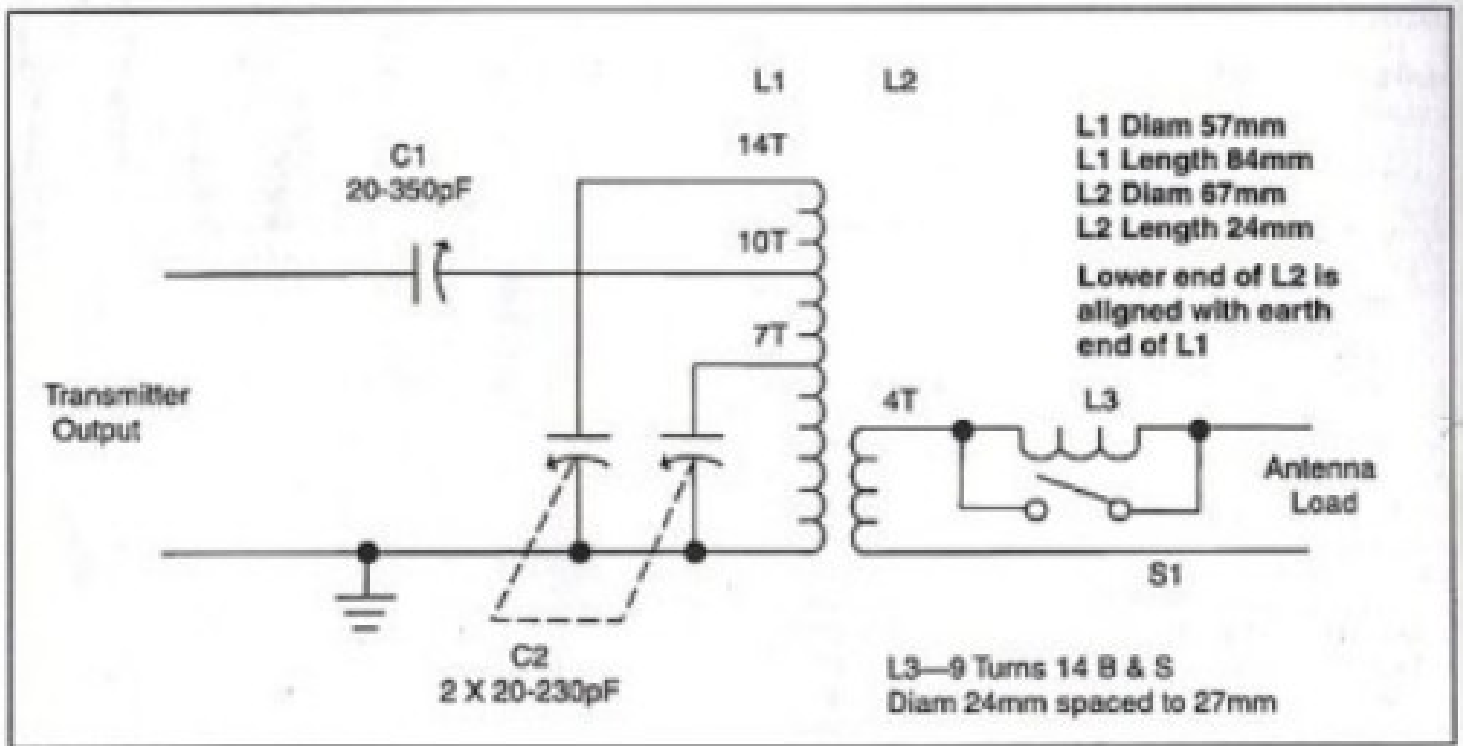 L1 L2
14T
L1 Diam 57mm
L1 Length 84mm
L2 Diam 67mm
L2 Length 24mm
C1
20-350pF
10T
Lower end of L2 is
aligned with earth
end of L1
7T
Transmitter
Output
4T
L3
Antenna
Load
S1
C2
2 X 20-230pF
L3—9 Turns 14 B & S
Diam 24mm spaced to 27mm